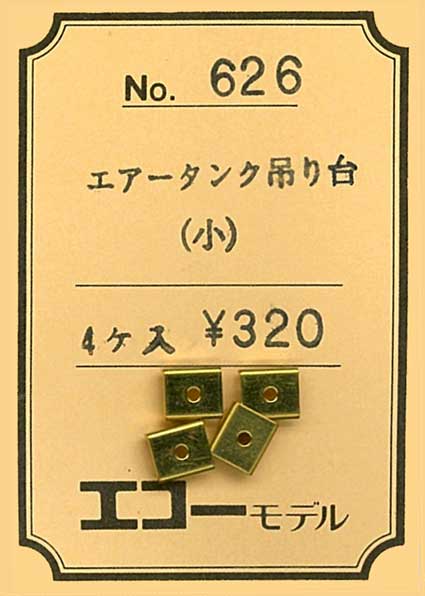 No. 626
エアータンク吊り台
(小)
4ケ入 ¥320
エコーモデル